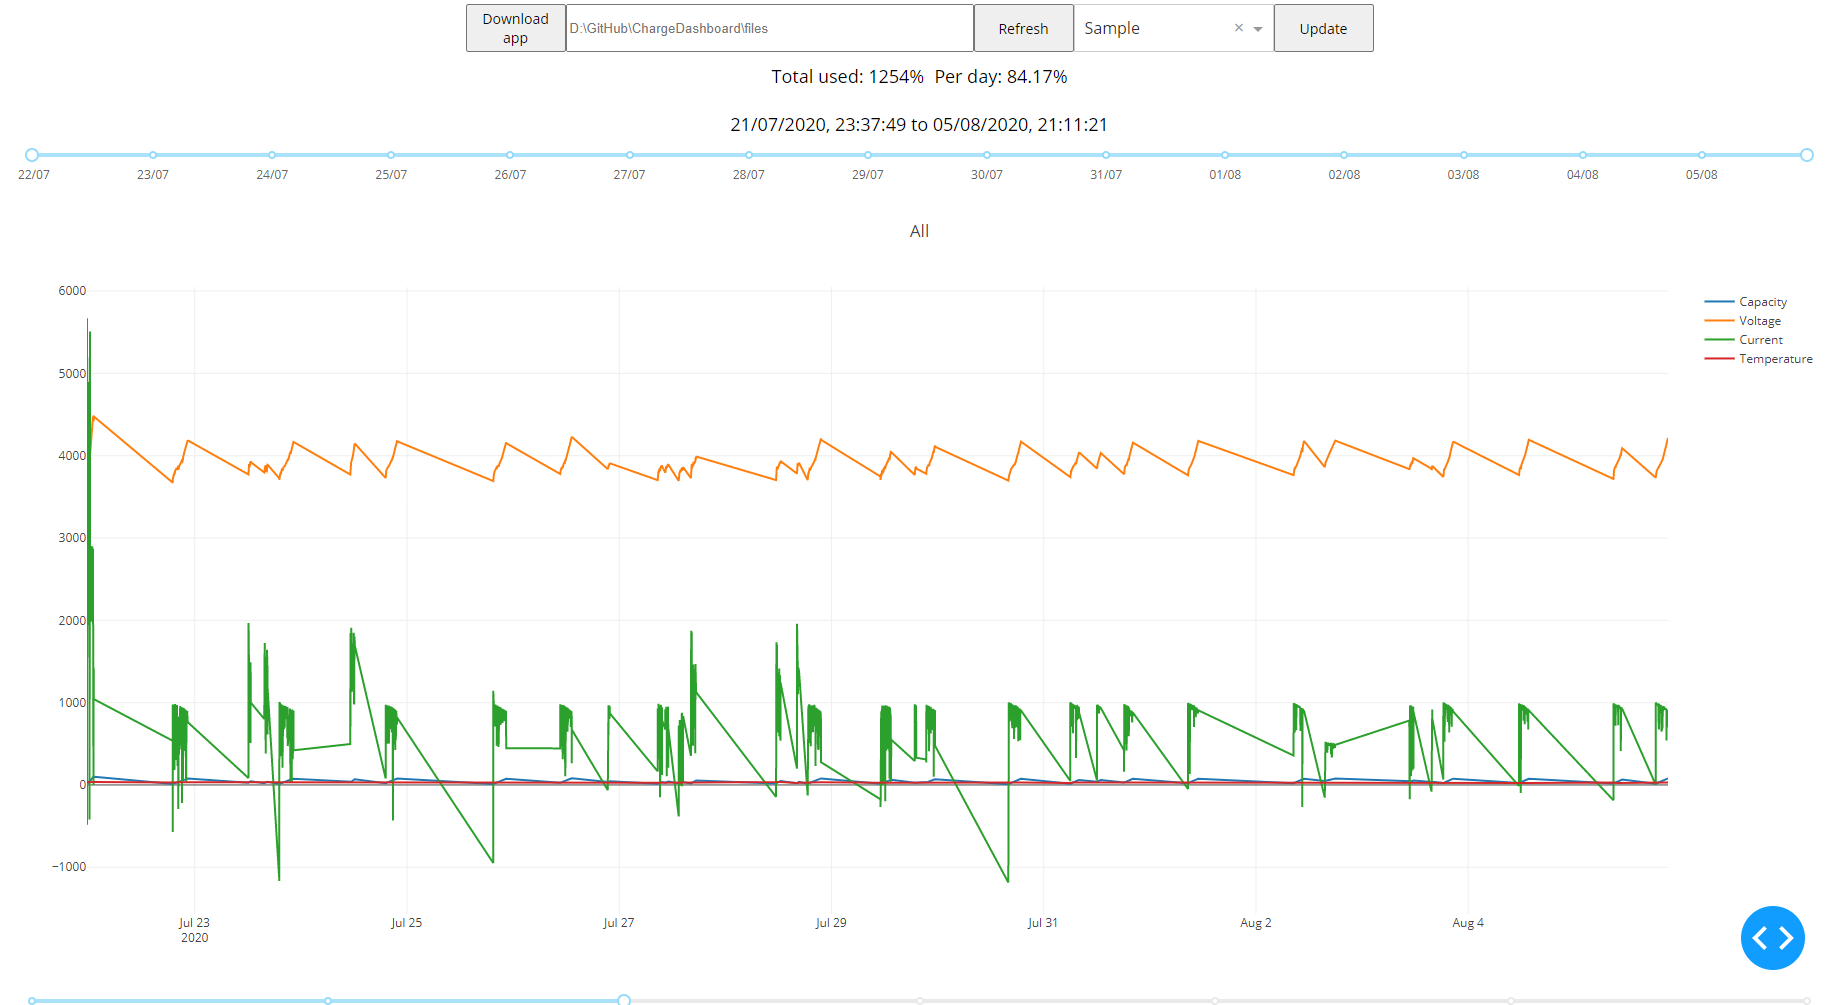 Download app
D:\GitHub\ChargeDashboard\files
Refresh
Sample
×
Update
Total used: 1254% Per day: 84.17%
21/07/2020, 23:37:49 to 05/08/2020, 21:11:21
22/07 23/07 24/07 25/07 26/07 27/07 28/07 29/07 30/07 31/07 01/08 02/08 03/08 04/08 05/08
All
6000
5000
4000
3000
2000
1000
0
−1000
Capacity
Voltage
Current
Temperature
Jul 23 Jul 25 Jul 27 Jul 29 Jul 31 Aug 2 Aug 4
2020